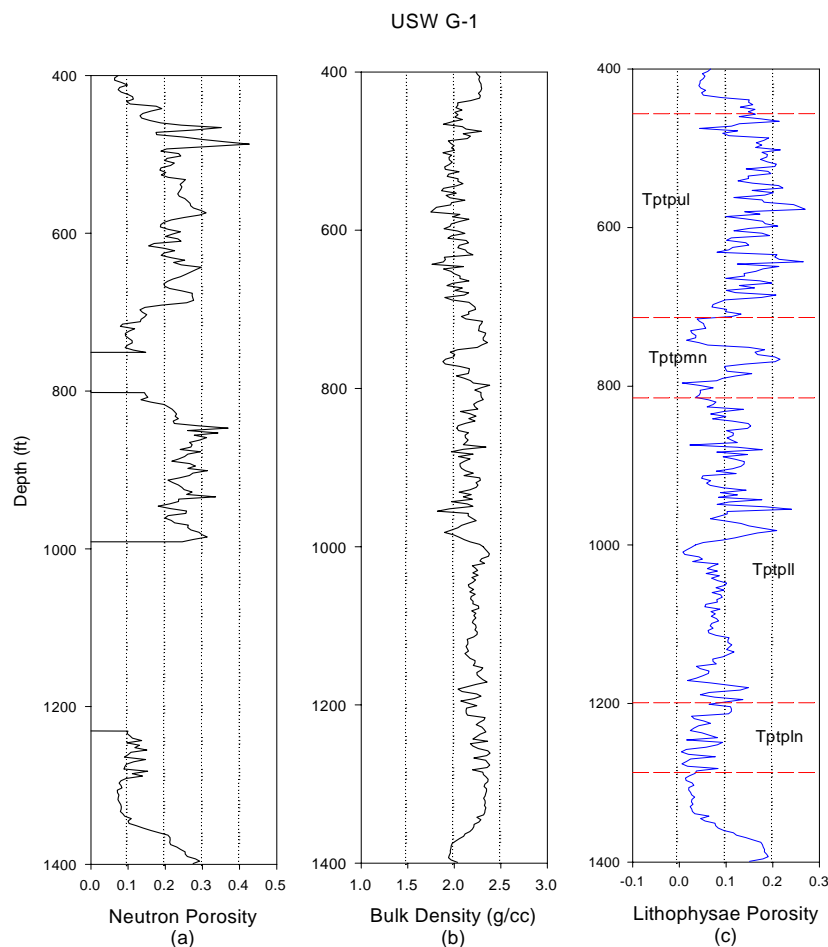 USW G-1
400
600
800
1000
1200
1400
Depth (ft)
0.0 0.1 0.2 0.3 0.4 0.5
Neutron Porosity
(a)
400
600
800
1000
1200
1400
1.0 1.5 2.0 2.5 3.0
Bulk Density (g/cc)
(b)
400
600
800
1000
1200
1400
Tptpul
Tptpmn
Tptpll
Tptpln
-0.1 0.0 0.1 0.2 0.3
Lithophysae Porosity
(c)